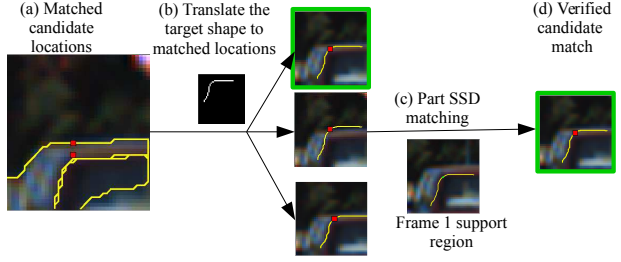 (a) Matched
candidate
locations
(b) Translate the
target shape to
matched locations
(c) Part SSD
matching
Frame 1 support
region
(d) Verified
candidate
match